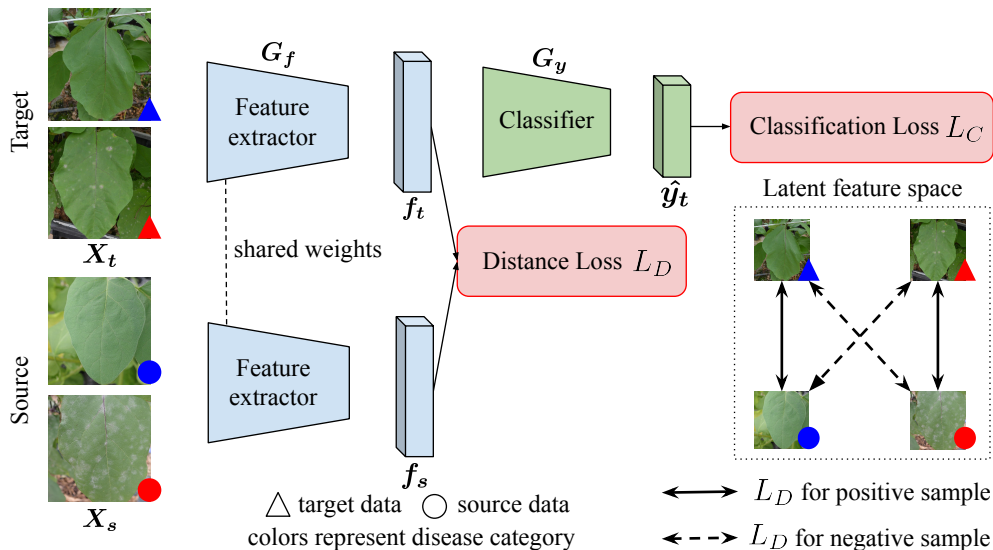 Target
X_t
Source
X_s
G_f
Feature
extractor
shared weights
Feature
extractor
f_t
f_s
G_y
Classifier
ŷ_t
Classification Loss L_C
Distance Loss L_D
Latent feature space
target data
source data
colors represent disease category
L_D for positive sample
L_D for negative sample